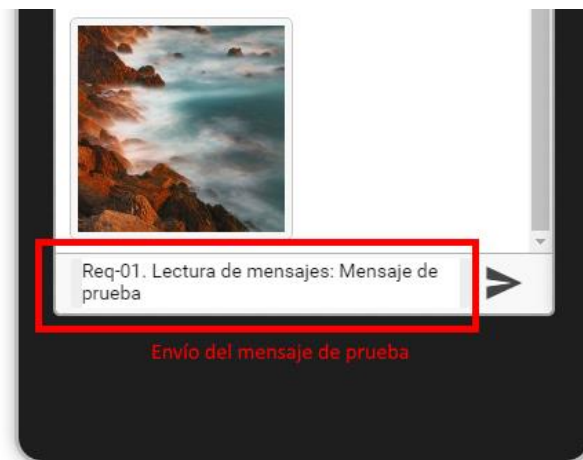 Req-01. Lectura de mensajes: Mensaje de
prueba
Envío del mensaje de prueba